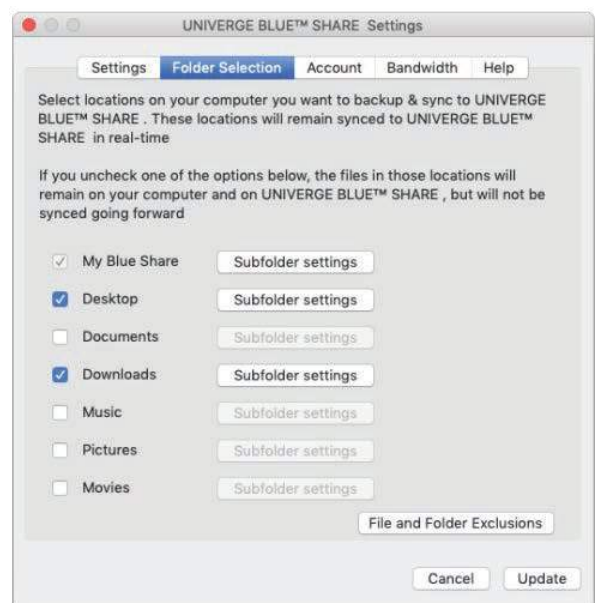 UNIVERGE BLUE™ SHARE Settings
Settings Folder Selection Account Bandwidth Help
Select locations on your computer you want to backup & sync to UNIVERGE
BLUE™ SHARE . These locations will remain synced to UNIVERGE BLUE™
SHARE in real-time
If you uncheck one of the options below, the files in those locations will
remain on your computer and on UNIVERGE BLUE™ SHARE , but will not be
synced going forward
My Blue Share Subfolder settings
Desktop Subfolder settings
Documents Subfolder settings
Downloads Subfolder settings
Music Subfolder settings
Pictures Subfolder settings
Movies Subfolder settings
File and Folder Exclusions
Cancel Update